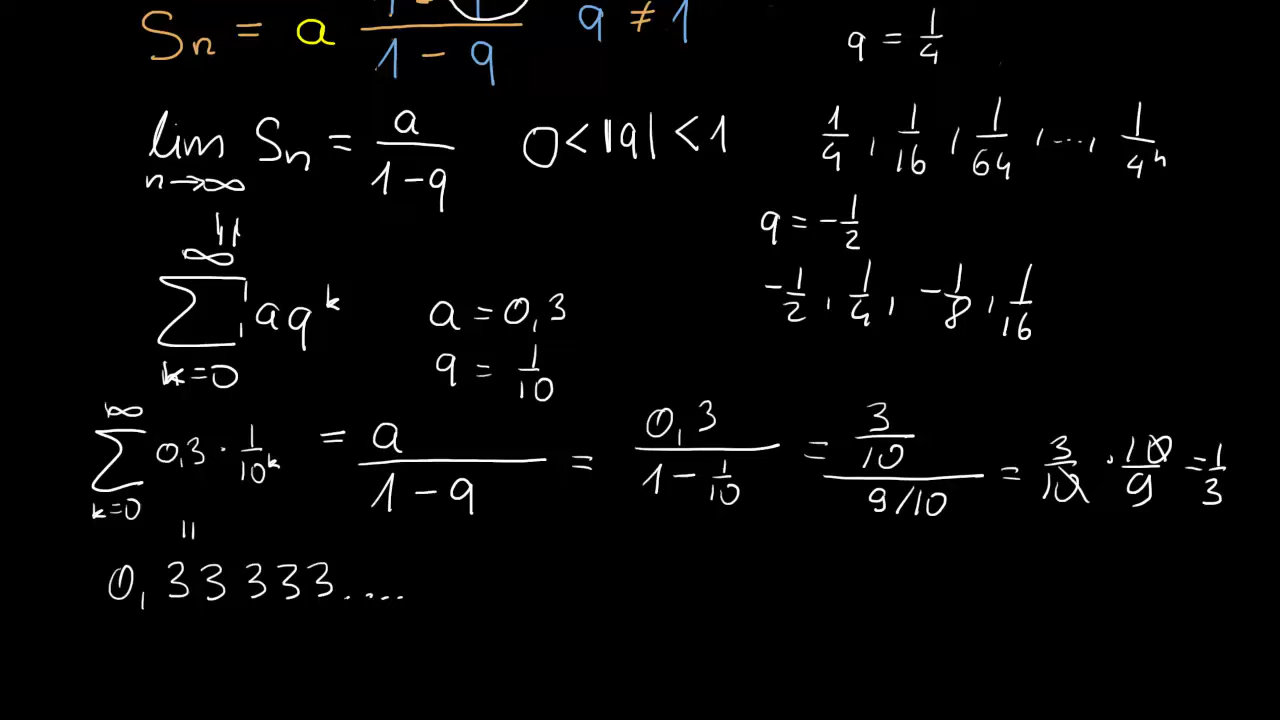 Sn = a (1 - q) / (1 - q) q ≠ 1
q = 1/4
lim n→∞ Sn = a/(1-q) 0 < |q| < 1
1/4, 1/16, 1/64, ..., 1/4^n
q = -1/2
-1/2, 1/4, -1/8, 1/16
=
∞ ∑ k=0 aq^k
a = 0,3
q = 1/10
∞ ∑ k=0 0,3 · 1/10^k = a/(1-q) = 0,3/(1 - 1/10) = (3/10)/(9/10) = 3/10 · 10/9 = 1/3
=
0,33333....